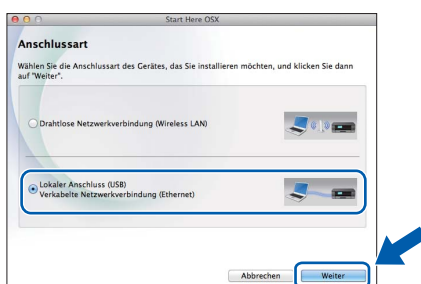 Start Here OSX
Anschlussart
Wählen Sie die Anschlussart des Gerätes, das Sie installieren möchten, und klicken Sie dann
auf "Weiter".
Drahtlose Netzwerkverbindung (Wireless LAN)
Lokaler Anschluss (USB)
Verkabelte Netzwerkverbindung (Ethernet)
Abbrechen
Weiter